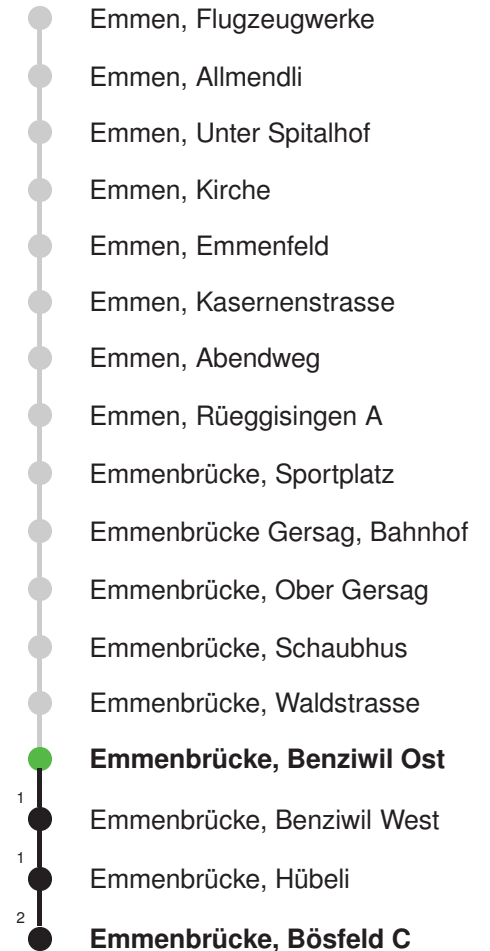 Emmen, Flugzeugwerke
Emmen, Allmendli
Emmen, Unter Spitalhof
Emmen, Kirche
Emmen, Emmenfeld
Emmen, Kasernenstrasse
Emmen, Abendweg
Emmen, Rüeggisingen A
Emmenbrücke, Sportplatz
Emmenbrücke Gersag, Bahnhof
Emmenbrücke, Ober Gersag
Emmenbrücke, Schaubhus
Emmenbrücke, Waldstrasse
Emmenbrücke, Benziwil Ost
1 Emmenbrücke, Benziwil West
1 Emmenbrücke, Hübeli
2 Emmenbrücke, Bösfeld C